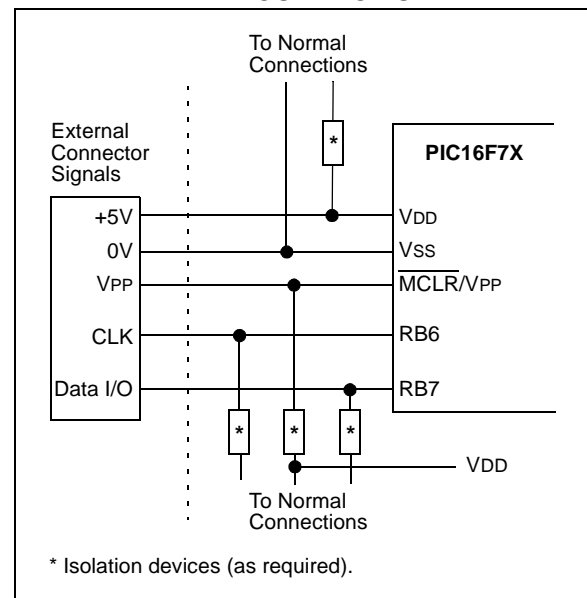 To Normal
Connections
External
Connector
Signals
*
PIC16F7X
+5V
VDD
0V
VSS
VPP
MCLR/VPP
CLK
RB6
Data I/O
RB7
* * *
VDD
To Normal
Connections
* Isolation devices (as required).